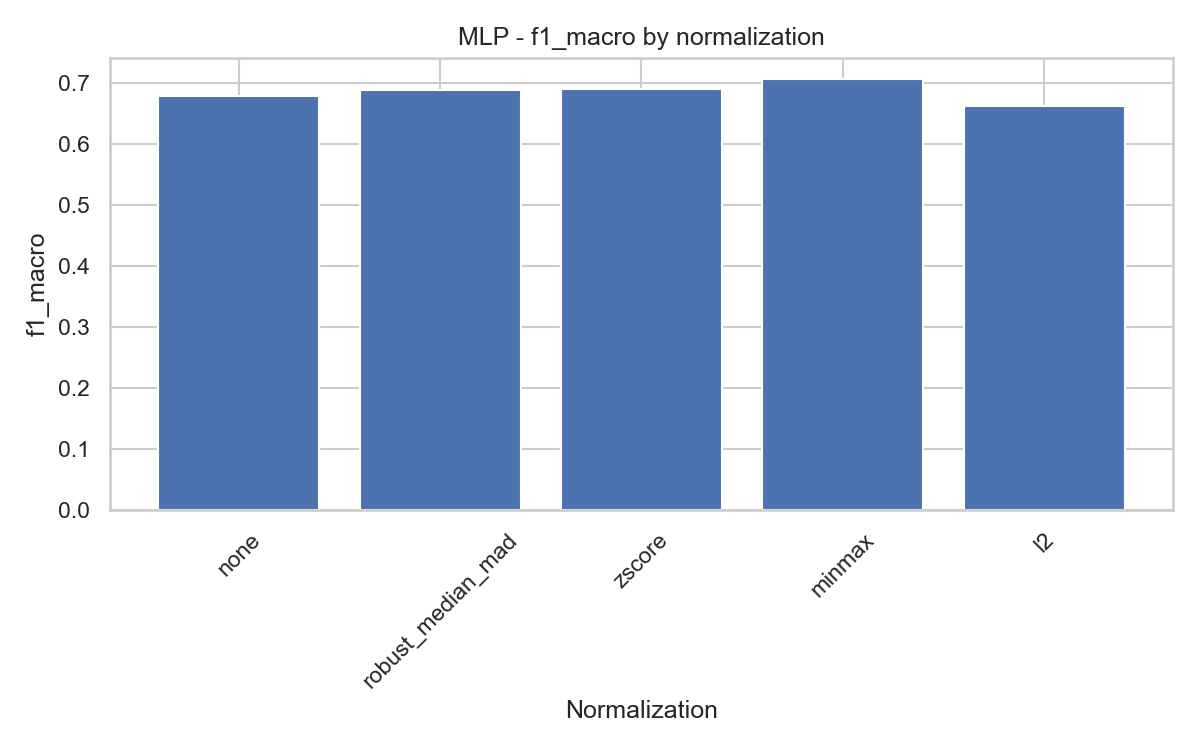 MLP - f1_macro by normalization
f1_macro
0.7
0.6
0.5
0.4
0.3
0.2
0.1
0.0
none
robust_median_mad
zscore
minmax
l2
Normalization